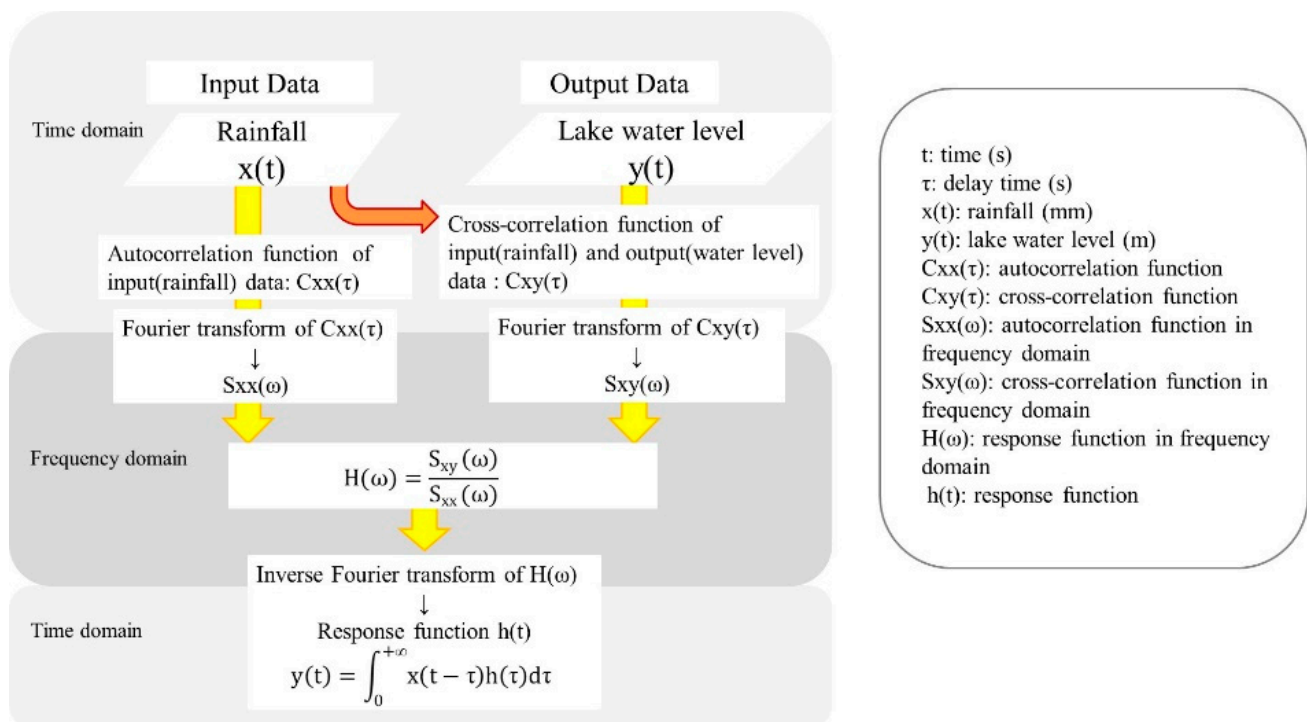 Input Data
Output Data
Time domain
Rainfall
x(t)
Lake water level
y(t)
Autocorrelation function of
input(rainfall) data: Cxx(τ)
Cross-correlation function of
input(rainfall) and output(water level)
data : Cxy(τ)
Fourier transform of Cxx(τ)
↓
Sxx(ω)
Fourier transform of Cxy(τ)
↓
Sxy(ω)
Frequency domain
H(ω) = S_xy(ω) / S_xx(ω)
Inverse Fourier transform of H(ω)
↓
Time domain
Response function h(t)
y(t) = ∫₀^{+∞} x(t − τ)h(τ)dτ
t: time (s)
τ: delay time (s)
x(t): rainfall (mm)
y(t): lake water level (m)
Cxx(τ): autocorrelation function
Cxy(τ): cross-correlation function
Sxx(ω): autocorrelation function in
frequency domain
Sxy(ω): cross-correlation function in
frequency domain
H(ω): response function in frequency
domain
h(t): response function